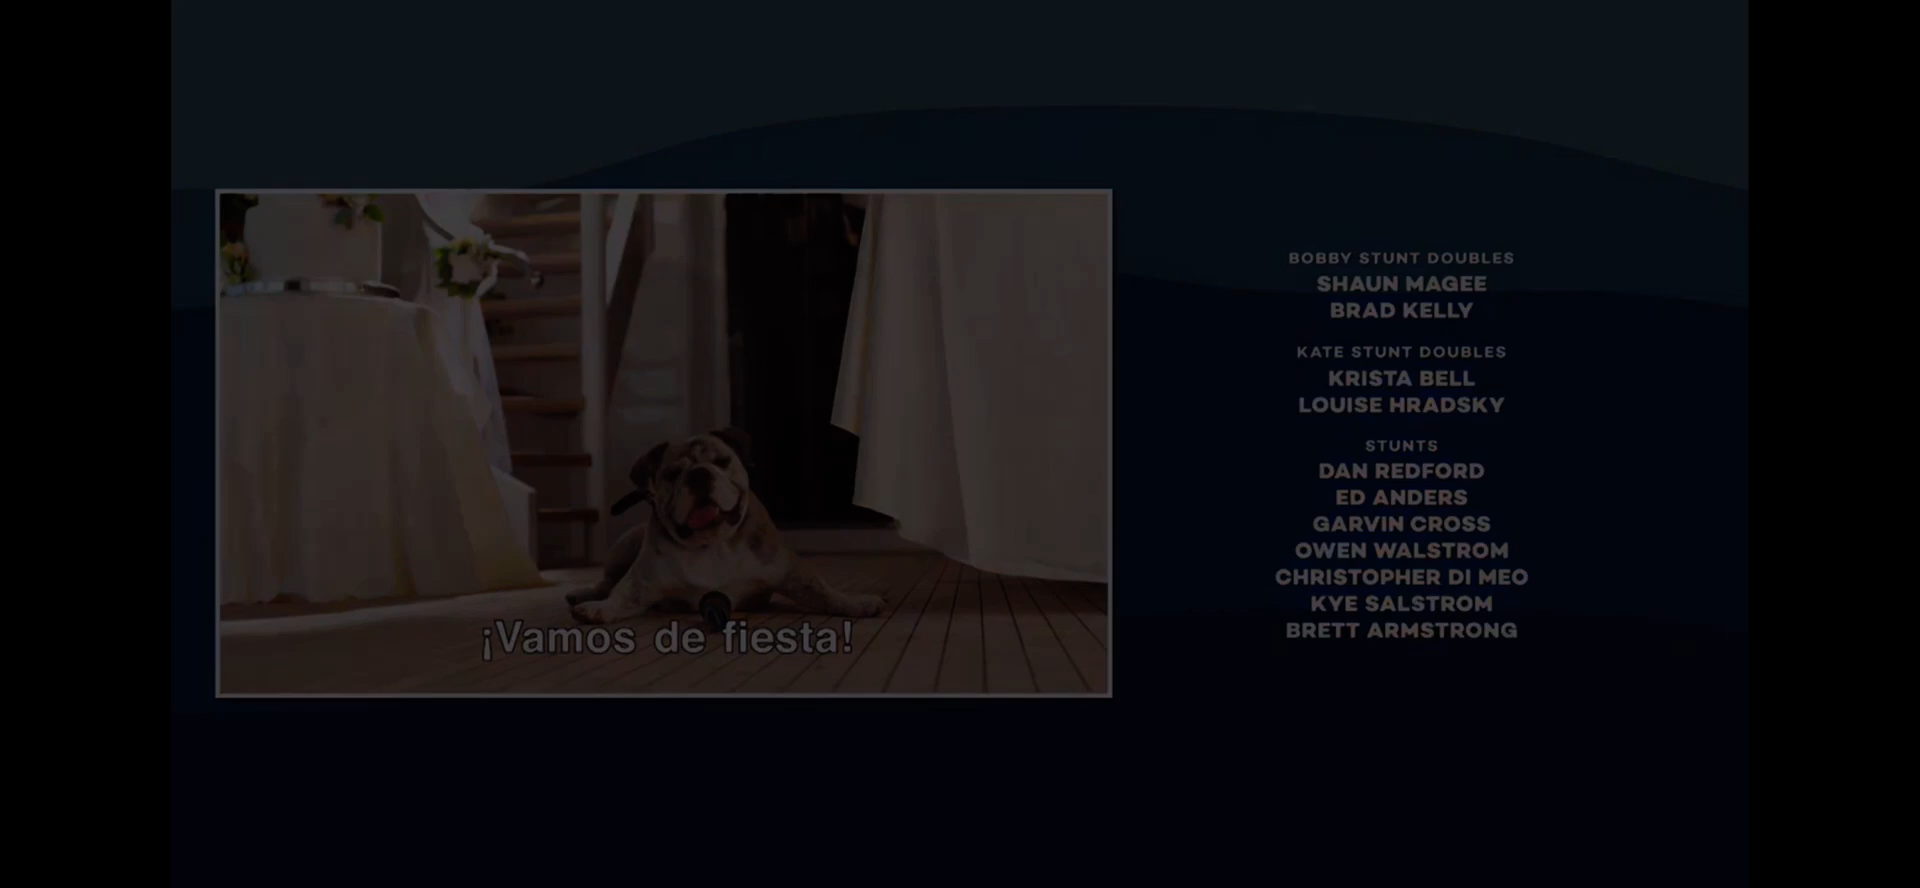 BOBBY STUNT DOUBLES
SHAUN MAGEE
BRAD KELLY
KATE STUNT DOUBLES
KRISTA BELL
LOUISE HRADSKY
STUNTS
DAN REDFORD
ED ANDERS
GARVIN CROSS
OWEN WALSTROM
CHRISTOPHER DI MEO
KYE SALSTROM
BRETT ARMSTRONG
¡Vamos de fiesta!